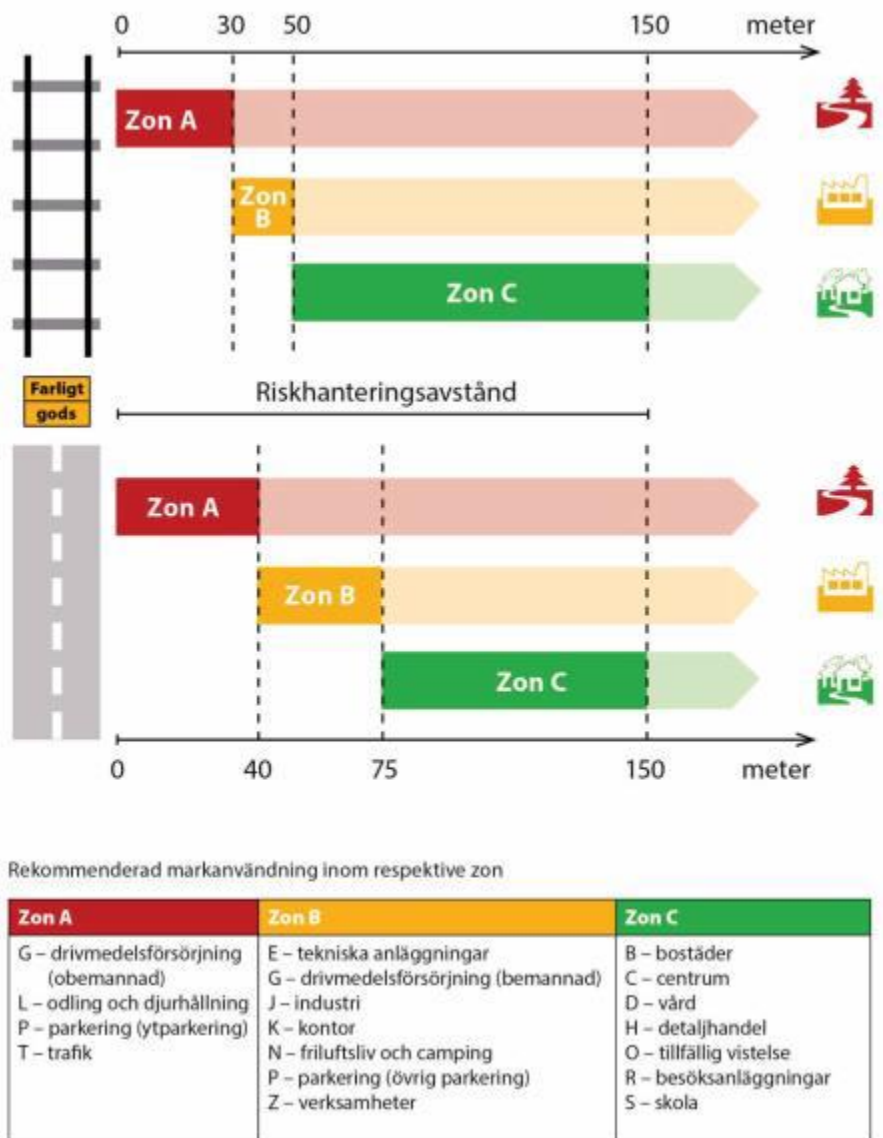 0 30 50 150 meter
Zon A
Zon
B
Zon C
Farligt
gods
Riskhanteringsavstånd
Zon A
Zon B
Zon C
0 40 75 150 meter
Rekommenderad markanvändning inom respektive zon
Zon A
G – drivmedelsförsörjning
(obemannad)
L – odling och djurhållning
P – parkering (ytparkering)
T – trafik
Zon B
E – tekniska anläggningar
G – drivmedelsförsörjning (bemannad)
J – industri
K – kontor
N – friluftsliv och camping
P – parkering (övrig parkering)
Z – verksamheter
Zon C
B – bostäder
C – centrum
D – vård
H – detaljhandel
O – tillfällig vistelse
R – besöksanläggningar
S – skola